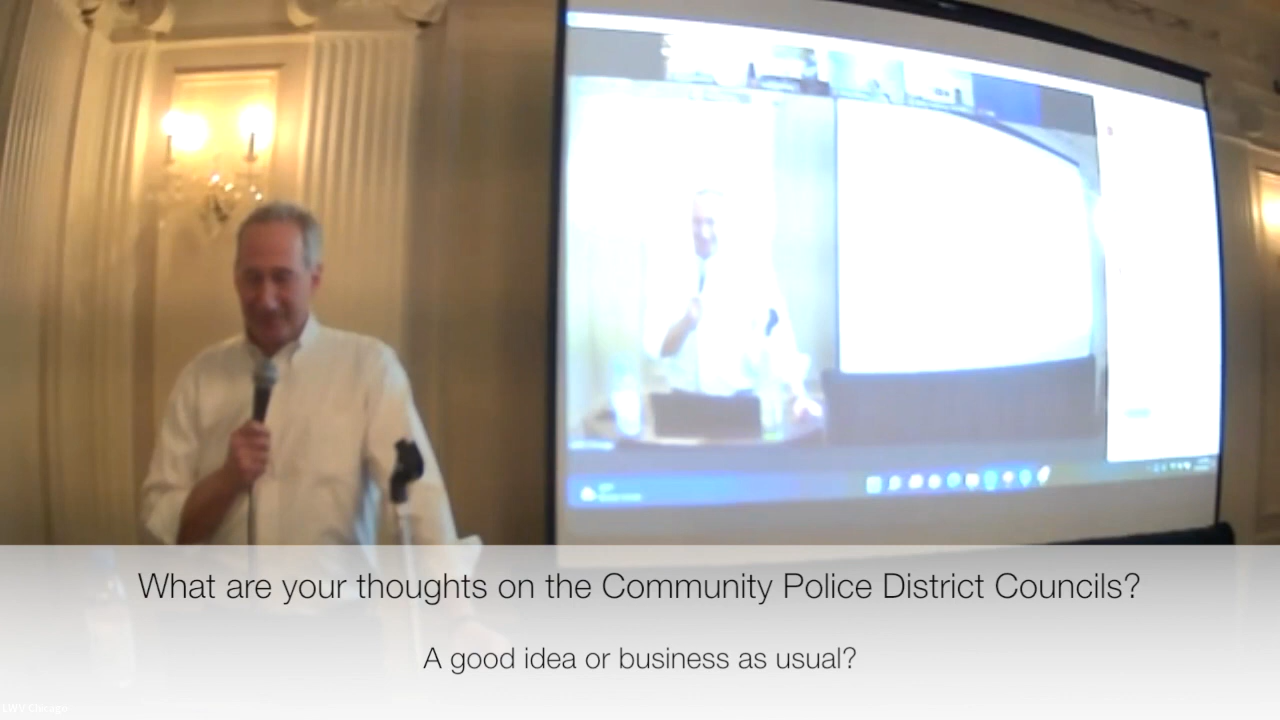 What are your thoughts on the Community Police District Councils?
A good idea or business as usual?
LWV Chicago